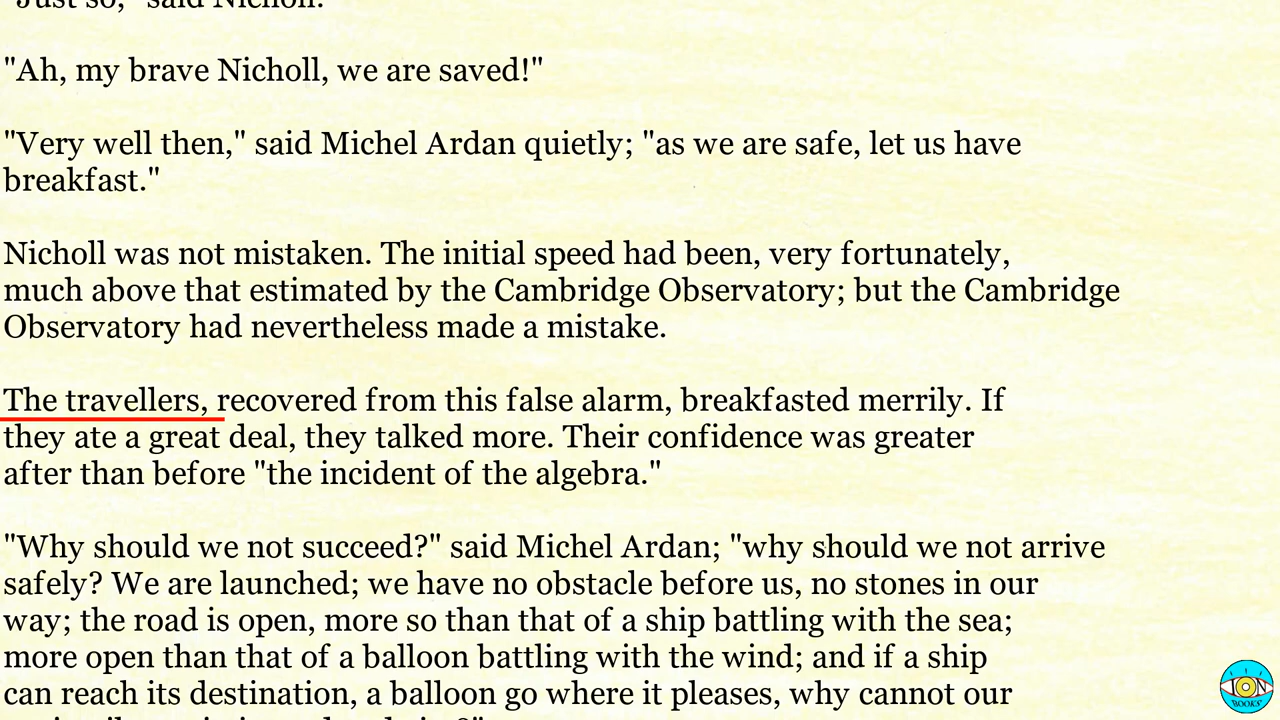 "Just so," said Nicholl.
"Ah, my brave Nicholl, we are saved!"
"Very well then," said Michel Ardan quietly; "as we are safe, let us have
breakfast."
Nicholl was not mistaken. The initial speed had been, very fortunately,
much above that estimated by the Cambridge Observatory; but the Cambridge
Observatory had nevertheless made a mistake.
The travellers, recovered from this false alarm, breakfasted merrily. If
they ate a great deal, they talked more. Their confidence was greater
after than before "the incident of the algebra."
"Why should we not succeed?" said Michel Ardan; "why should we not arrive
safely? We are launched; we have no obstacle before us, no stones in our
way; the road is open, more so than that of a ship battling with the sea;
more open than that of a balloon battling with the wind; and if a ship
can reach its destination, a balloon go where it pleases, why cannot our
ION
BOOKS